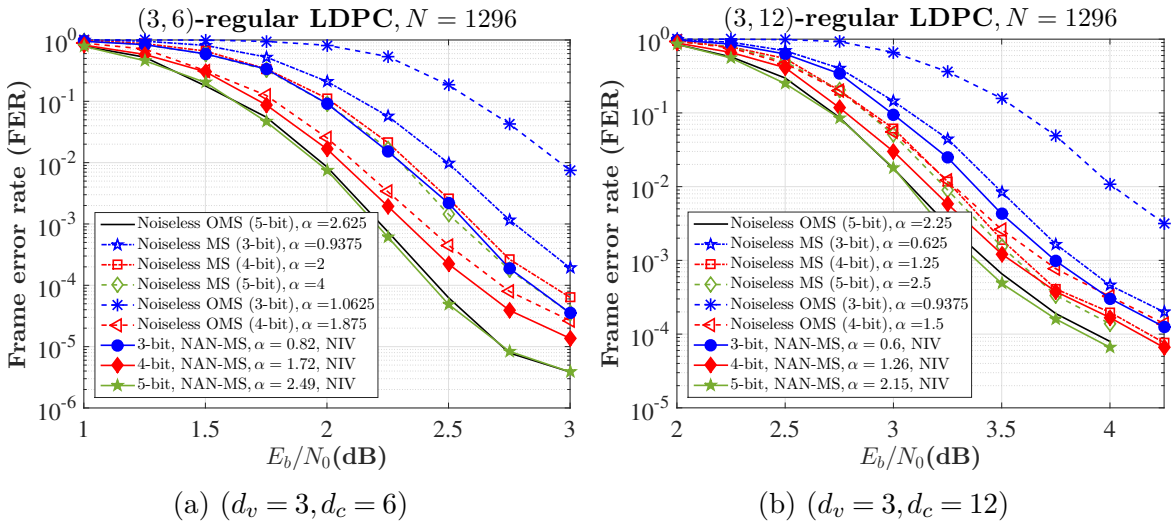 (3, 6)-regular LDPC, N = 1296
Frame error rate (FER)
10^0
10^-1
10^-2
10^-3
10^-4
10^-5
10^-6
Noiseless OMS (5-bit), α =2.625
Noiseless MS (3-bit), α =0.9375
Noiseless MS (4-bit), α =2
Noiseless MS (5-bit), α =4
Noiseless OMS (3-bit), α =1.0625
Noiseless OMS (4-bit), α =1.875
3-bit, NAN-MS, α = 0.82, NIV
4-bit, NAN-MS, α = 1.72, NIV
5-bit, NAN-MS, α = 2.49, NIV
1 1.5 2 2.5 3
E_b/N_0(dB)
(a) (d_v = 3, d_c = 6)
(3, 12)-regular LDPC, N = 1296
Frame error rate (FER)
10^0
10^-1
10^-2
10^-3
10^-4
10^-5
Noiseless OMS (5-bit), α =2.25
Noiseless MS (3-bit), α =0.625
Noiseless MS (4-bit), α =1.25
Noiseless MS (5-bit), α =2.5
Noiseless OMS (3-bit), α =0.9375
Noiseless OMS (4-bit), α =1.5
3-bit, NAN-MS, α = 0.6, NIV
4-bit, NAN-MS, α = 1.26, NIV
5-bit, NAN-MS, α = 2.15, NIV
2 2.5 3 3.5 4
E_b/N_0(dB)
(b) (d_v = 3, d_c = 12)